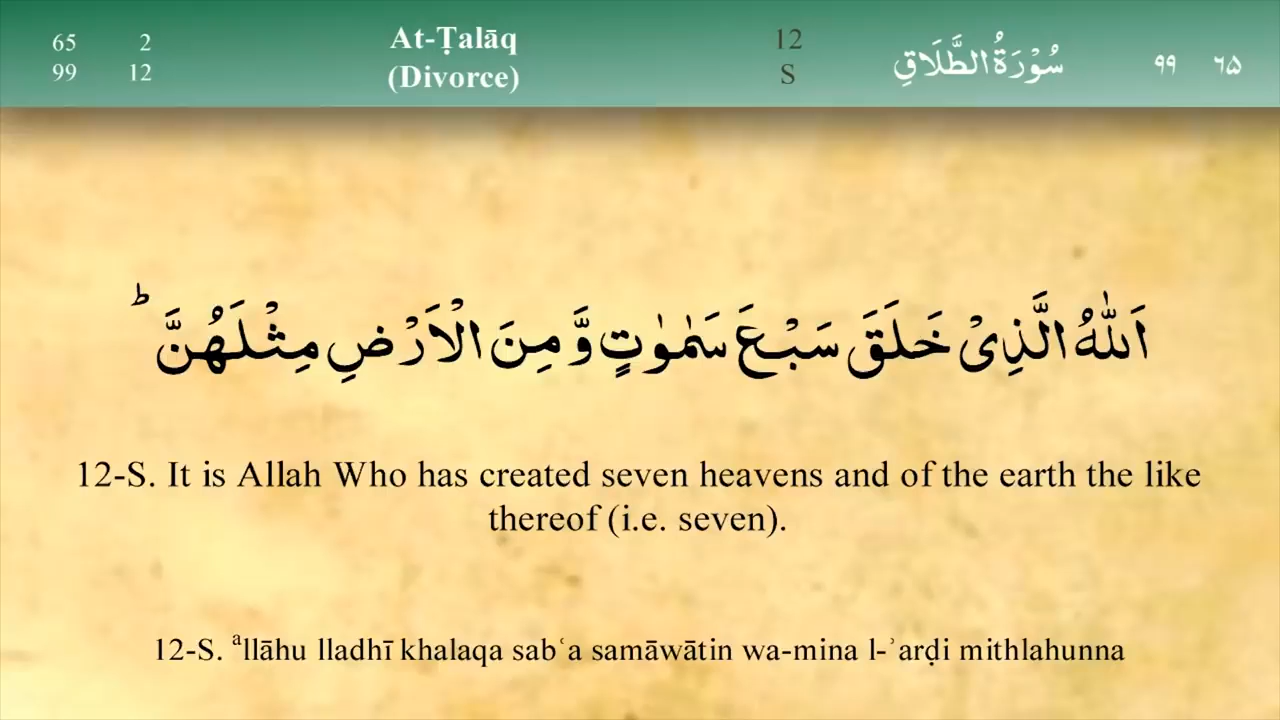 65 2 At-Ṭalāq 12 سُوْرَةُ الطَّلَاقِ ۹۹ ٦۵
99 12 (Divorce) S
اَللّٰهُ الَّذِىْ خَلَقَ سَبْعَ سَمٰوٰتٍ وَّمِنَ الْاَرْضِ مِثْلَهُنَّ ؕ
12-S. It is Allah Who has created seven heavens and of the earth the like
thereof (i.e. seven).
12-S. ᵃllāhu lladhī khalaqa sabʿa samāwātin wa-mina l-ʾarḍi mithlahunna